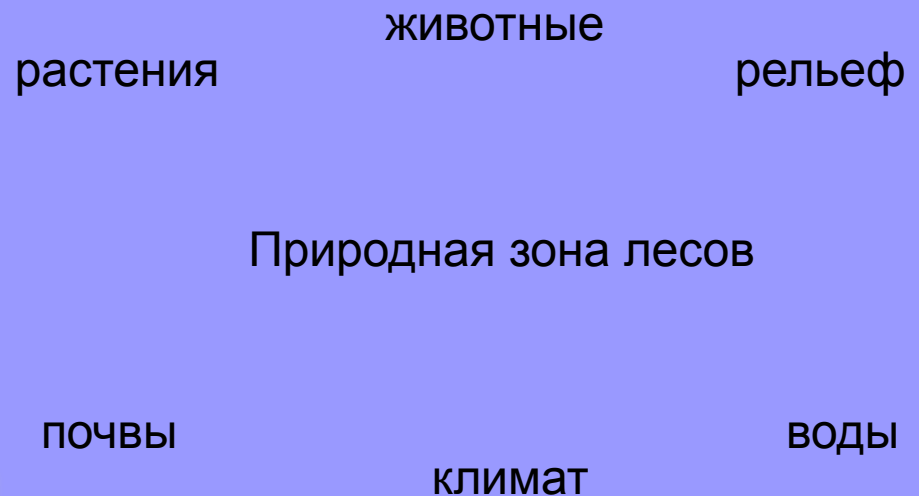 животные
растения
рельеф
Природная зона лесов
почвы
воды
климат